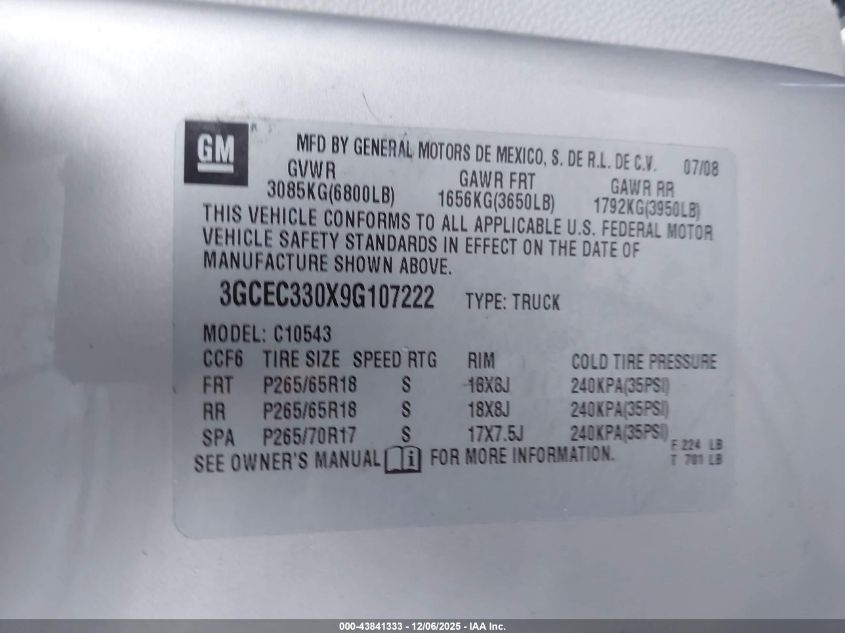 GM
MFD BY GENERAL MOTORS DE MEXICO, S. DE R.L. DE C.V. 07/08
GVWR GAWR FRT GAWR RR
3085KG(6800LB) 1656KG(3650LB) 1792KG(3950LB)
THIS VEHICLE CONFORMS TO ALL APPLICABLE U.S. FEDERAL MOTOR
VEHICLE SAFETY STANDARDS IN EFFECT ON THE DATE OF
MANUFACTURE SHOWN ABOVE.
3GCEC330X9G107222 TYPE: TRUCK
MODEL: C10543
CCF6 TIRE SIZE SPEED RTG RIM COLD TIRE PRESSURE
FRT P265/65R18 S 18X8J 240KPA(35PSI)
RR P265/65R18 S 18X8J 240KPA(35PSI)
SPA P265/70R17 S 17X7.5J 240KPA(35PSI)
F 224 LB
T 781 LB
SEE OWNER'S MANUAL i FOR MORE INFORMATION.
000-43841333 - 12/06/2025 - IAA Inc.